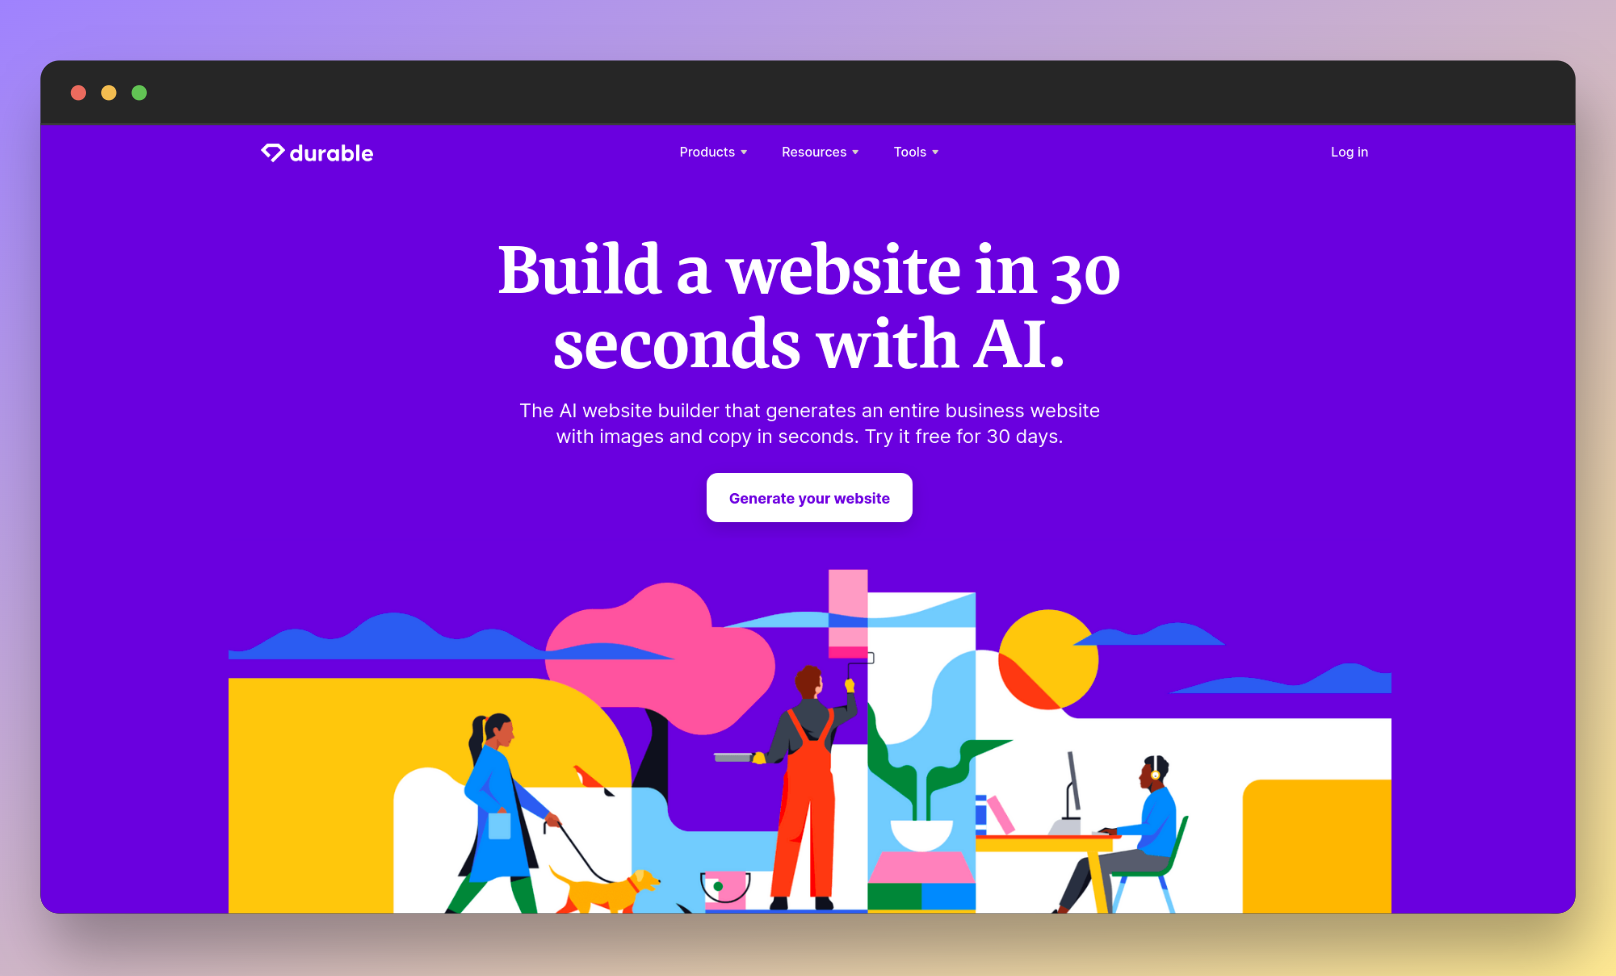 durable
Products
Resources
Tools
Log in
Build a website in 30
seconds with AI.
The AI website builder that generates an entire business website
with images and copy in seconds. Try it free for 30 days.
Generate your website